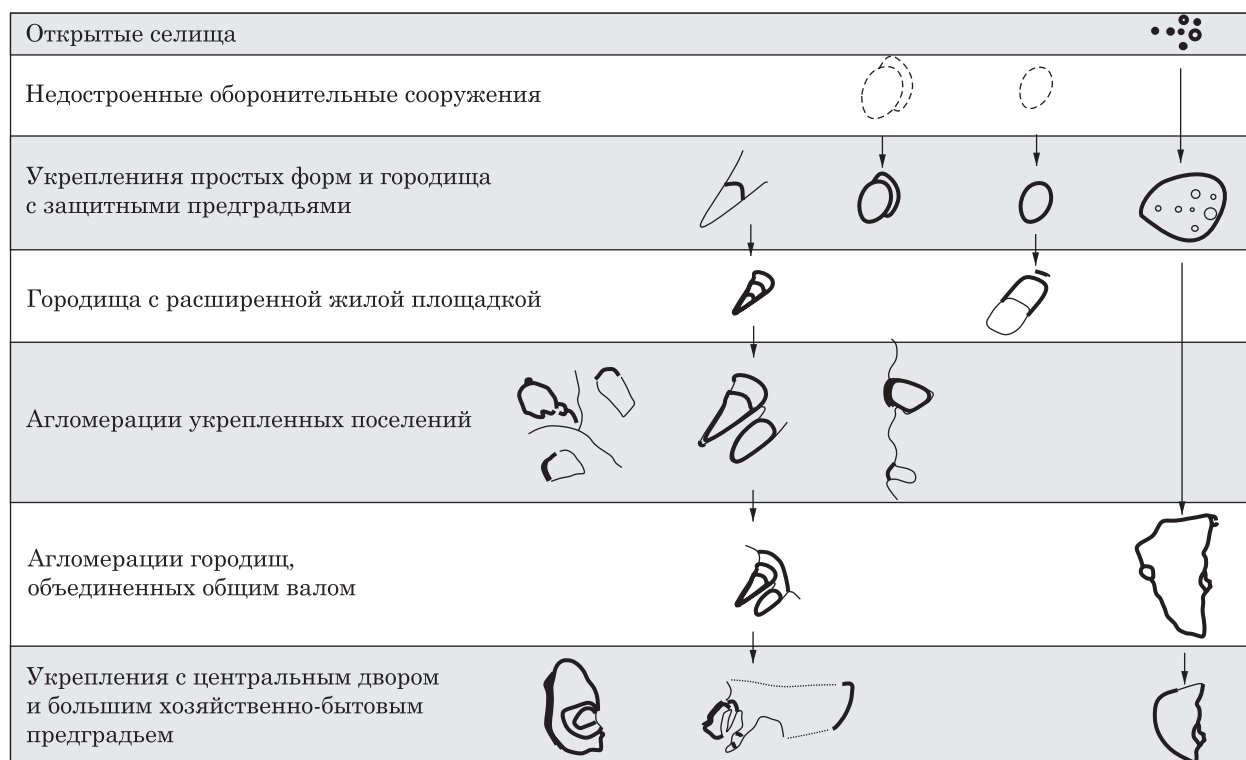 Открытые селища
Недостроенные оборонительные сооружения
Укреплениня простых форм и городища
с защитными предградьями
Городища с расширенной жилой площадкой
Агломерации укрепленных поселений
Агломерации городищ,
объединенных общим валом
Укрепления с центральным двором
и большим хозяйственно-бытовым
предградьем